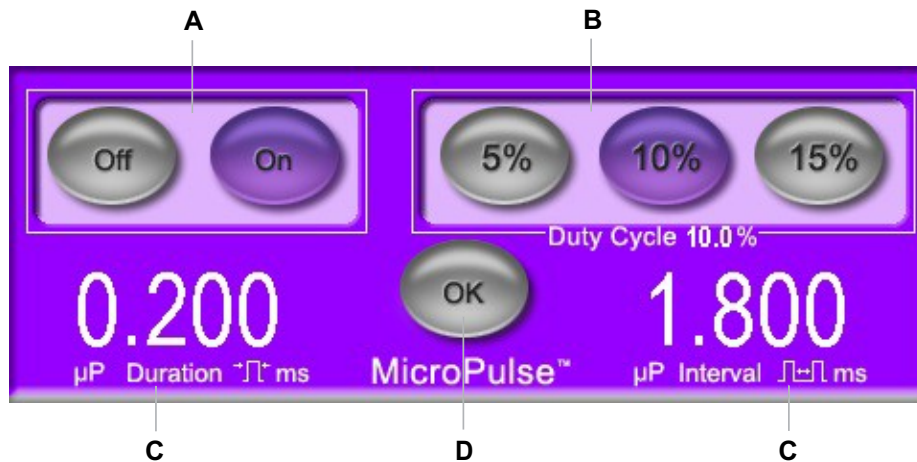 A B
Off On 5% 10% 15%
Duty Cycle 10.0%
0.200 OK 1.800
µP Duration ms MicroPulse™ µP Interval ms
C D C